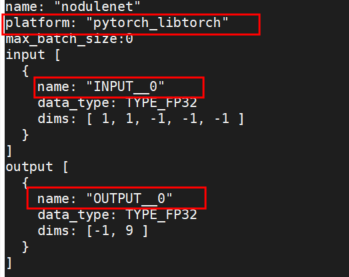 name: "nodulenet"
platform: "pytorch_libtorch"
max_batch_size:0
input [
  {
    name: "INPUT__0"
    data_type: TYPE_FP32
    dims: [ 1, 1, -1, -1, -1 ]
  }
]
output [
  {
    name: "OUTPUT__0"
    data_type: TYPE_FP32
    dims: [-1, 9 ]
  }
]